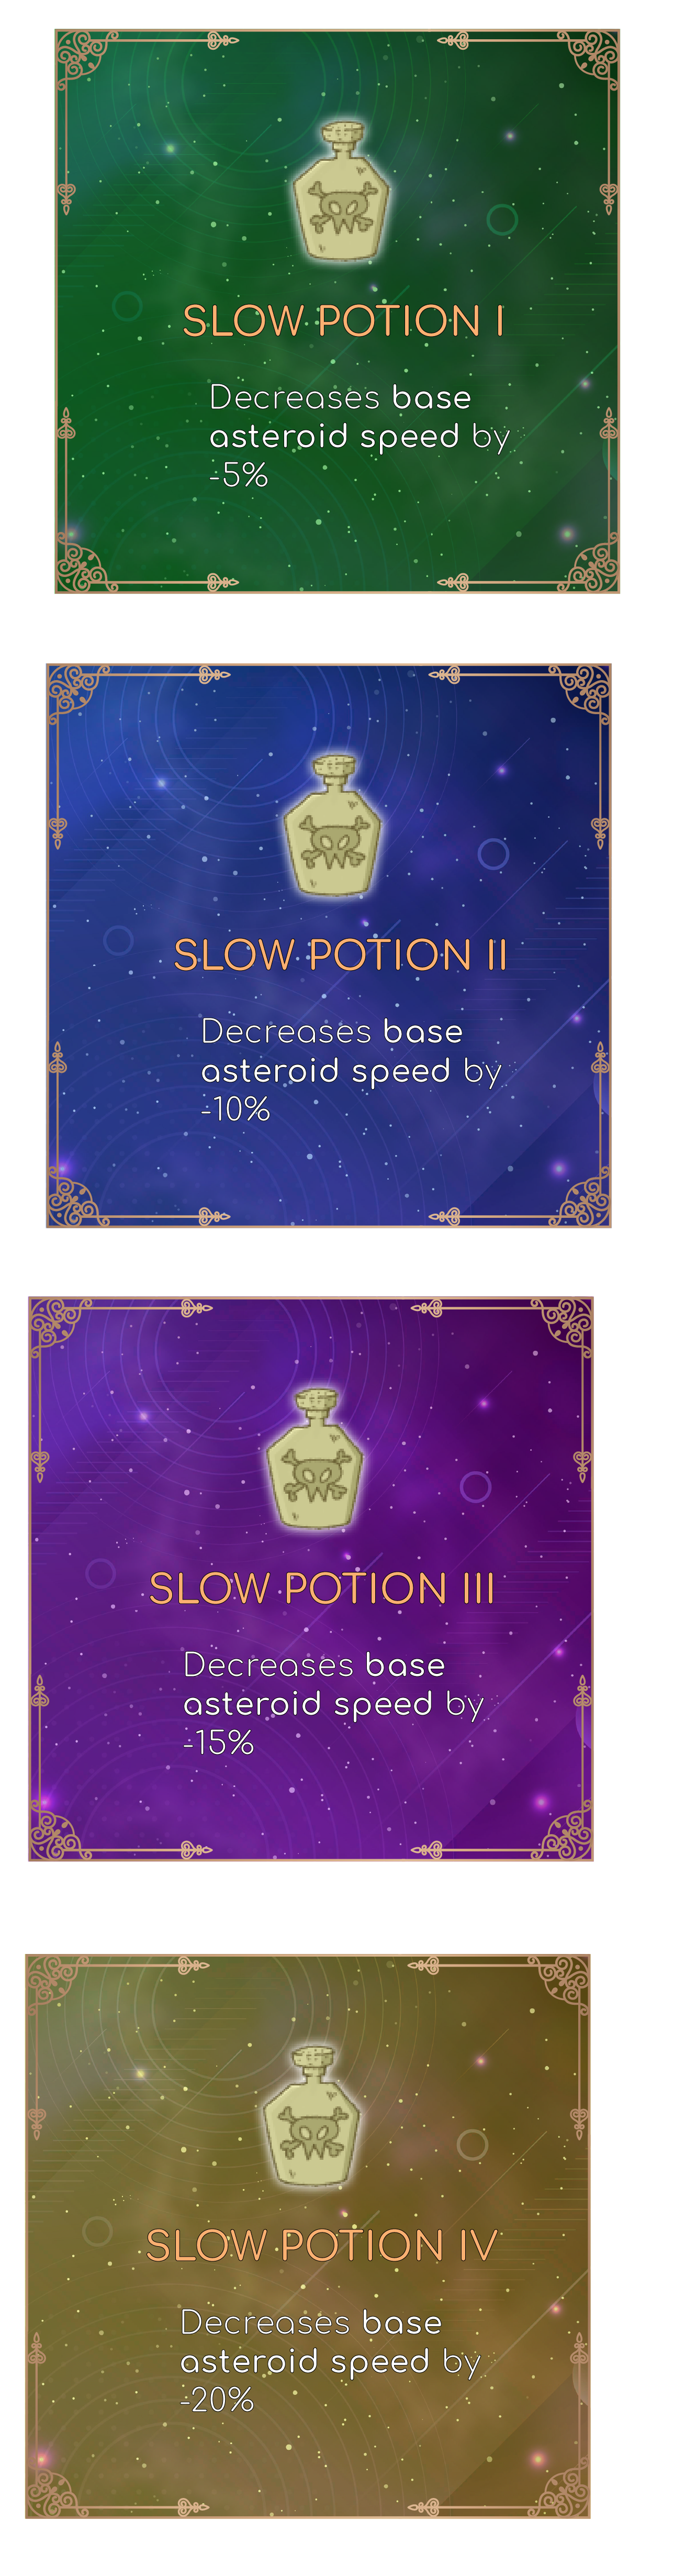 SLOW POTION I
Decreases base
asteroid speed by
-5%
SLOW POTION II
Decreases base
asteroid speed by
-10%
SLOW POTION III
Decreases base
asteroid speed by
-15%
SLOW POTION IV
Decreases base
asteroid speed by
-20%